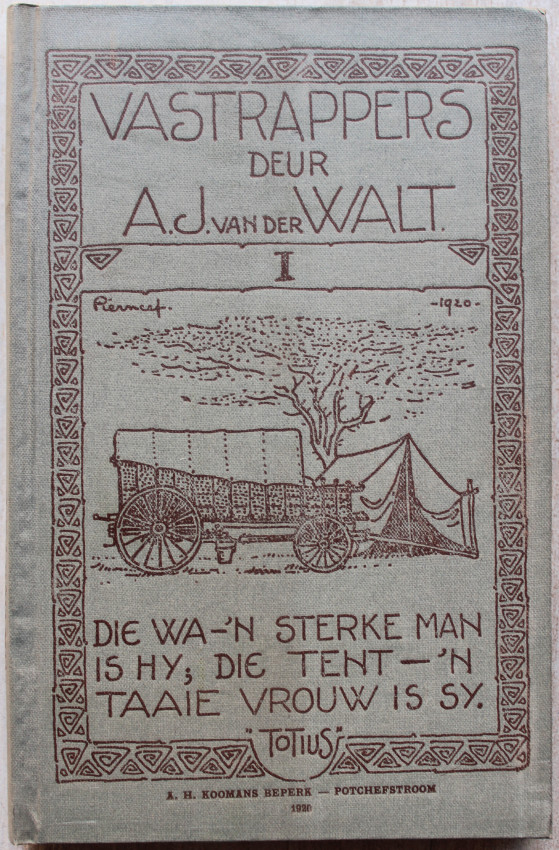 VASTRAPPERS
DEUR
A.J. VAN DER WALT.
I
Pierneef. -1920-
DIE WA-'N STERKE MAN
IS HY; DIE TENT-'N
TAAIE VROUW IS SY.
"TOTIUS"
A. H. KOOMANS BEPERK — POTCHEFSTROOM
1920